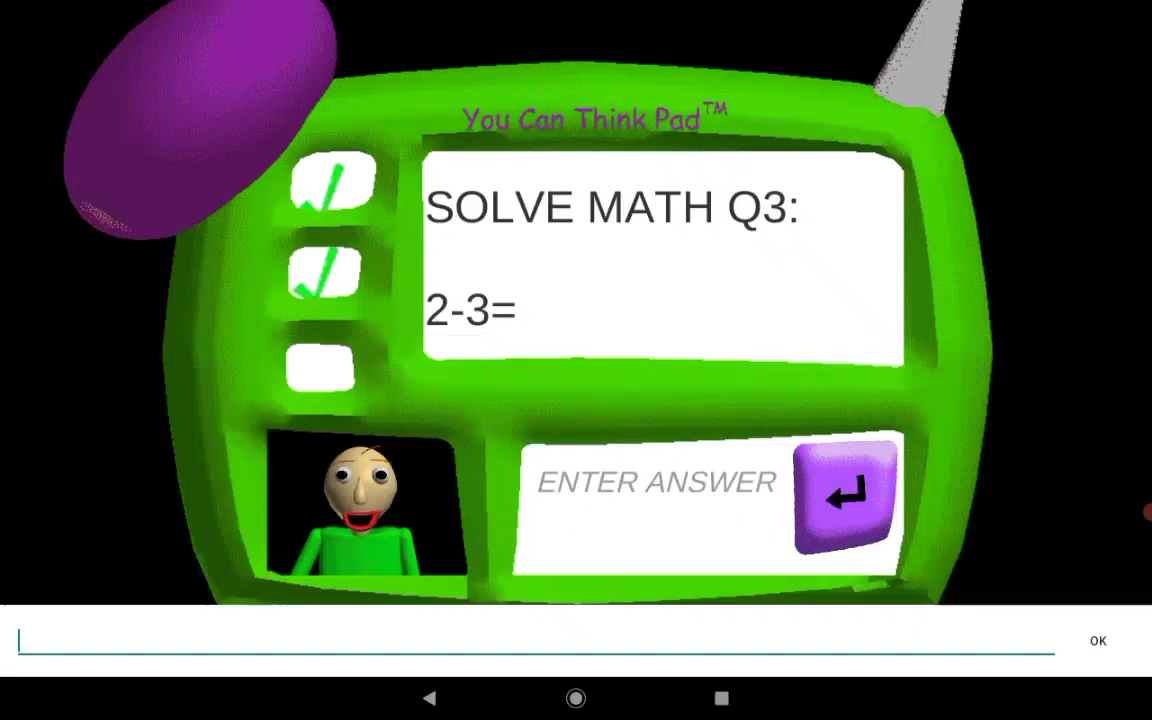 You Can Think Pad™
SOLVE MATH Q3:
2-3=
ENTER ANSWER
OK